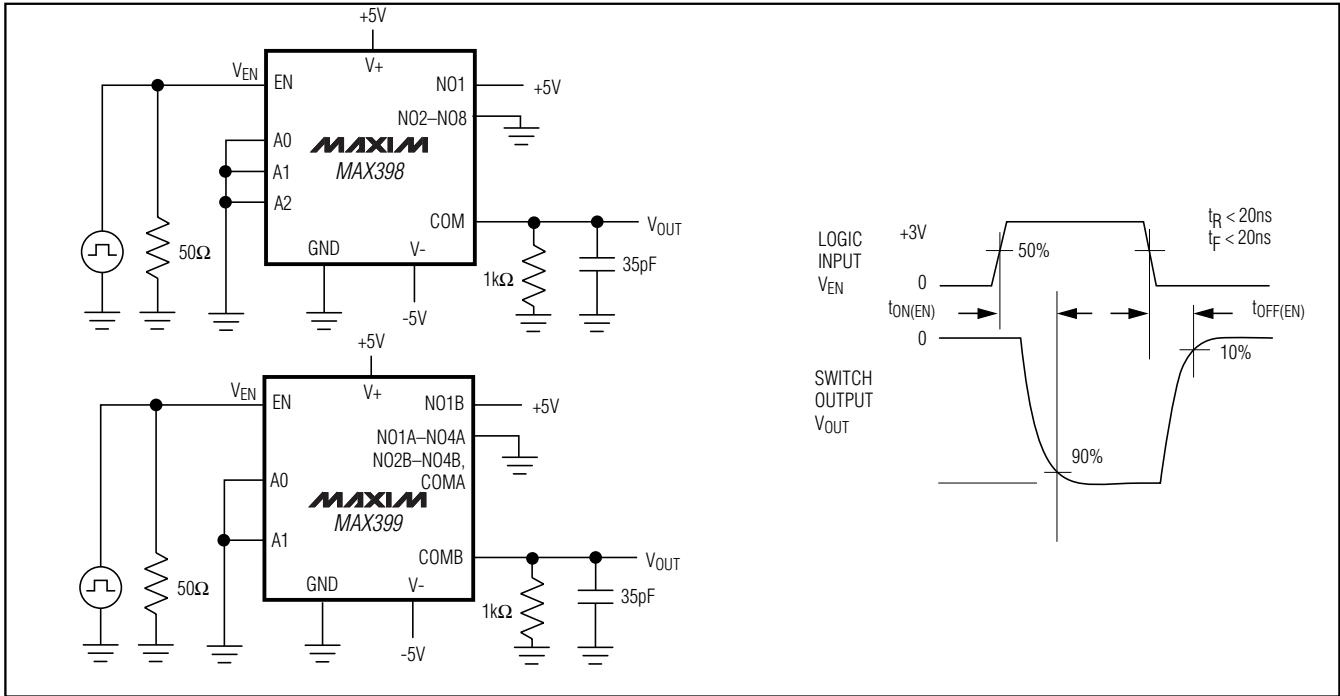 +5V
V+
VEN
EN
NO1
+5V
NO2–NO8
A0
MAXIM
MAX398
A1
A2
COM
VOUT
50Ω
GND
V-
1kΩ
35pF
-5V
+5V
V+
VEN
EN
NO1B
+5V
NO1A–NO4A
NO2B–NO4B,
COMA
A0
MAXIM
MAX399
A1
COMB
VOUT
50Ω
GND
V-
1kΩ
35pF
-5V
LOGIC
INPUT
VEN
+3V
50%
0
tR < 20ns
tF < 20ns
tON(EN)
tOFF(EN)
0
10%
SWITCH
OUTPUT
VOUT
90%